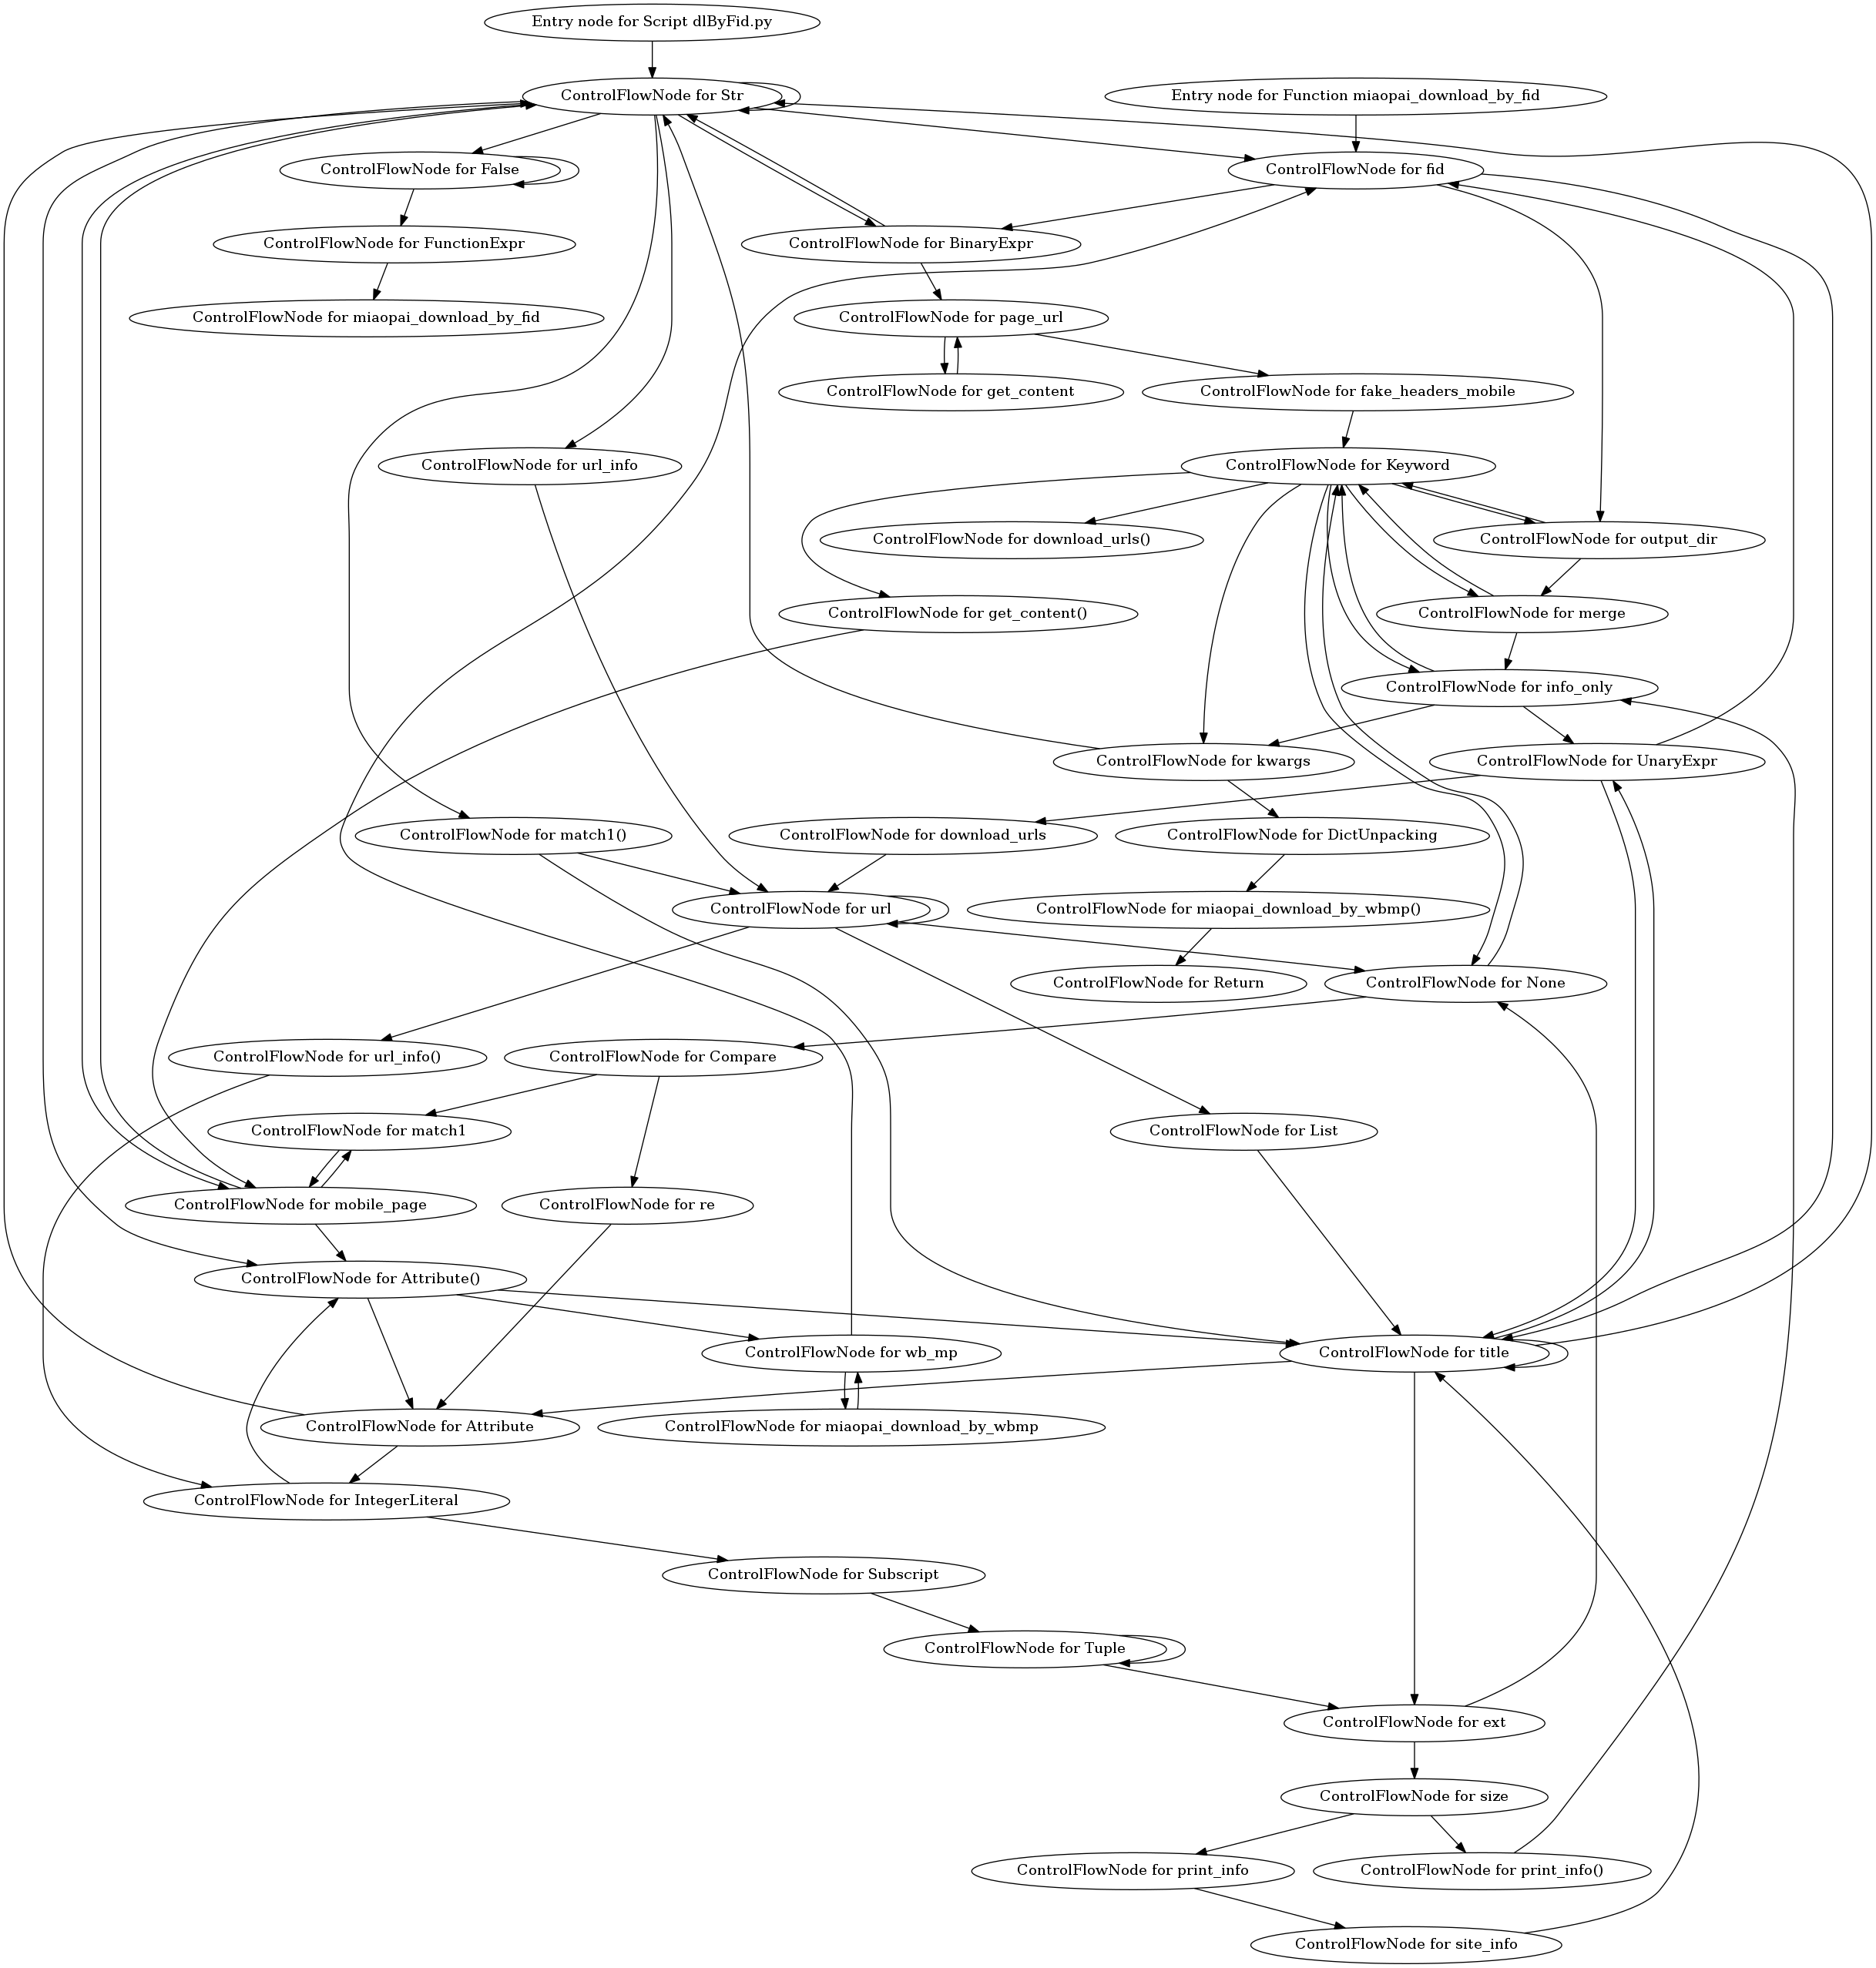 Entry node for Script dlByFid.py
ControlFlowNode for Str
Entry node for Function miaopai_download_by_fid
ControlFlowNode for False
ControlFlowNode for fid
ControlFlowNode for FunctionExpr
ControlFlowNode for BinaryExpr
ControlFlowNode for miaopai_download_by_fid
ControlFlowNode for page_url
ControlFlowNode for get_content
ControlFlowNode for fake_headers_mobile
ControlFlowNode for url_info
ControlFlowNode for Keyword
ControlFlowNode for download_urls()
ControlFlowNode for output_dir
ControlFlowNode for get_content()
ControlFlowNode for merge
ControlFlowNode for info_only
ControlFlowNode for kwargs
ControlFlowNode for UnaryExpr
ControlFlowNode for match1()
ControlFlowNode for download_urls
ControlFlowNode for DictUnpacking
ControlFlowNode for url
ControlFlowNode for miaopai_download_by_wbmp()
ControlFlowNode for Return
ControlFlowNode for None
ControlFlowNode for url_info()
ControlFlowNode for Compare
ControlFlowNode for match1
ControlFlowNode for List
ControlFlowNode for mobile_page
ControlFlowNode for re
ControlFlowNode for Attribute()
ControlFlowNode for wb_mp
ControlFlowNode for title
ControlFlowNode for Attribute
ControlFlowNode for miaopai_download_by_wbmp
ControlFlowNode for IntegerLiteral
ControlFlowNode for Subscript
ControlFlowNode for Tuple
ControlFlowNode for ext
ControlFlowNode for size
ControlFlowNode for print_info
ControlFlowNode for print_info()
ControlFlowNode for site_info